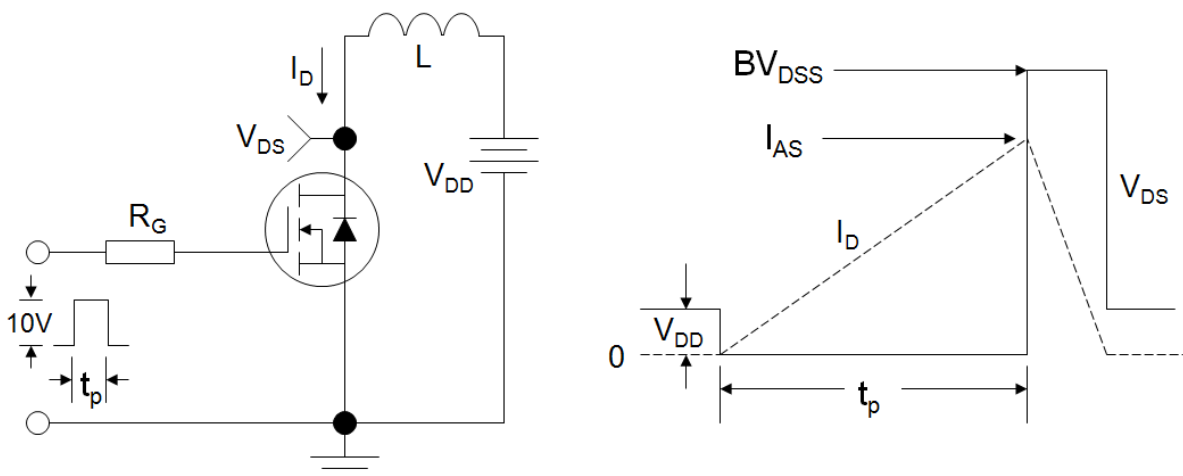 I_D
L
V_DS
V_DD
R_G
10V
t_p
BV_DSS
I_AS
I_D
V_DS
V_DD
0
t_p